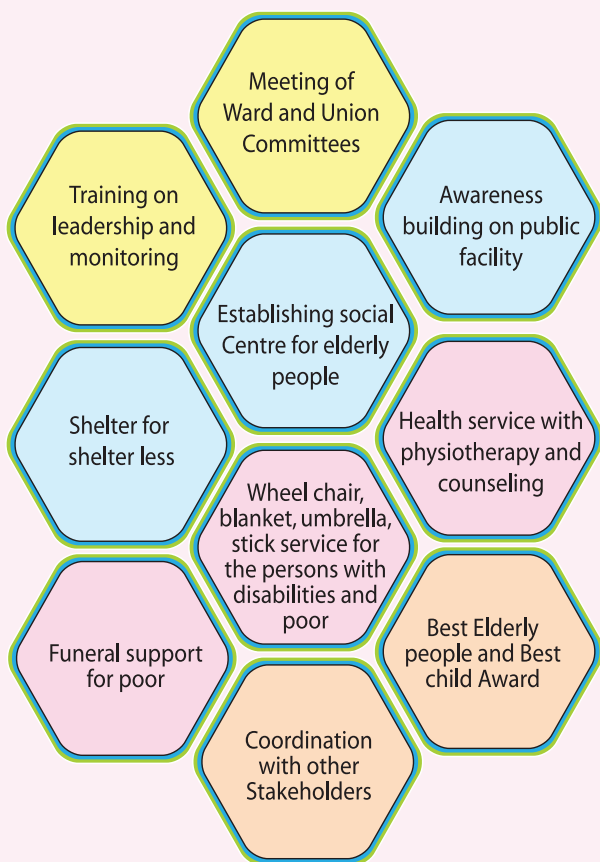 Meeting of
Ward and Union
Committees
Training on
leadership and
monitoring
Awareness
building on public
facility
Establishing social
Centre for elderly
people
Shelter for
shelter less
Health service with
physiotherapy and
counseling
Wheel chair,
blanket, umbrella,
stick service for
the persons with
disabilities and
poor
Funeral support
for poor
Best Elderly
people and Best
child Award
Coordination
with other
Stakeholders